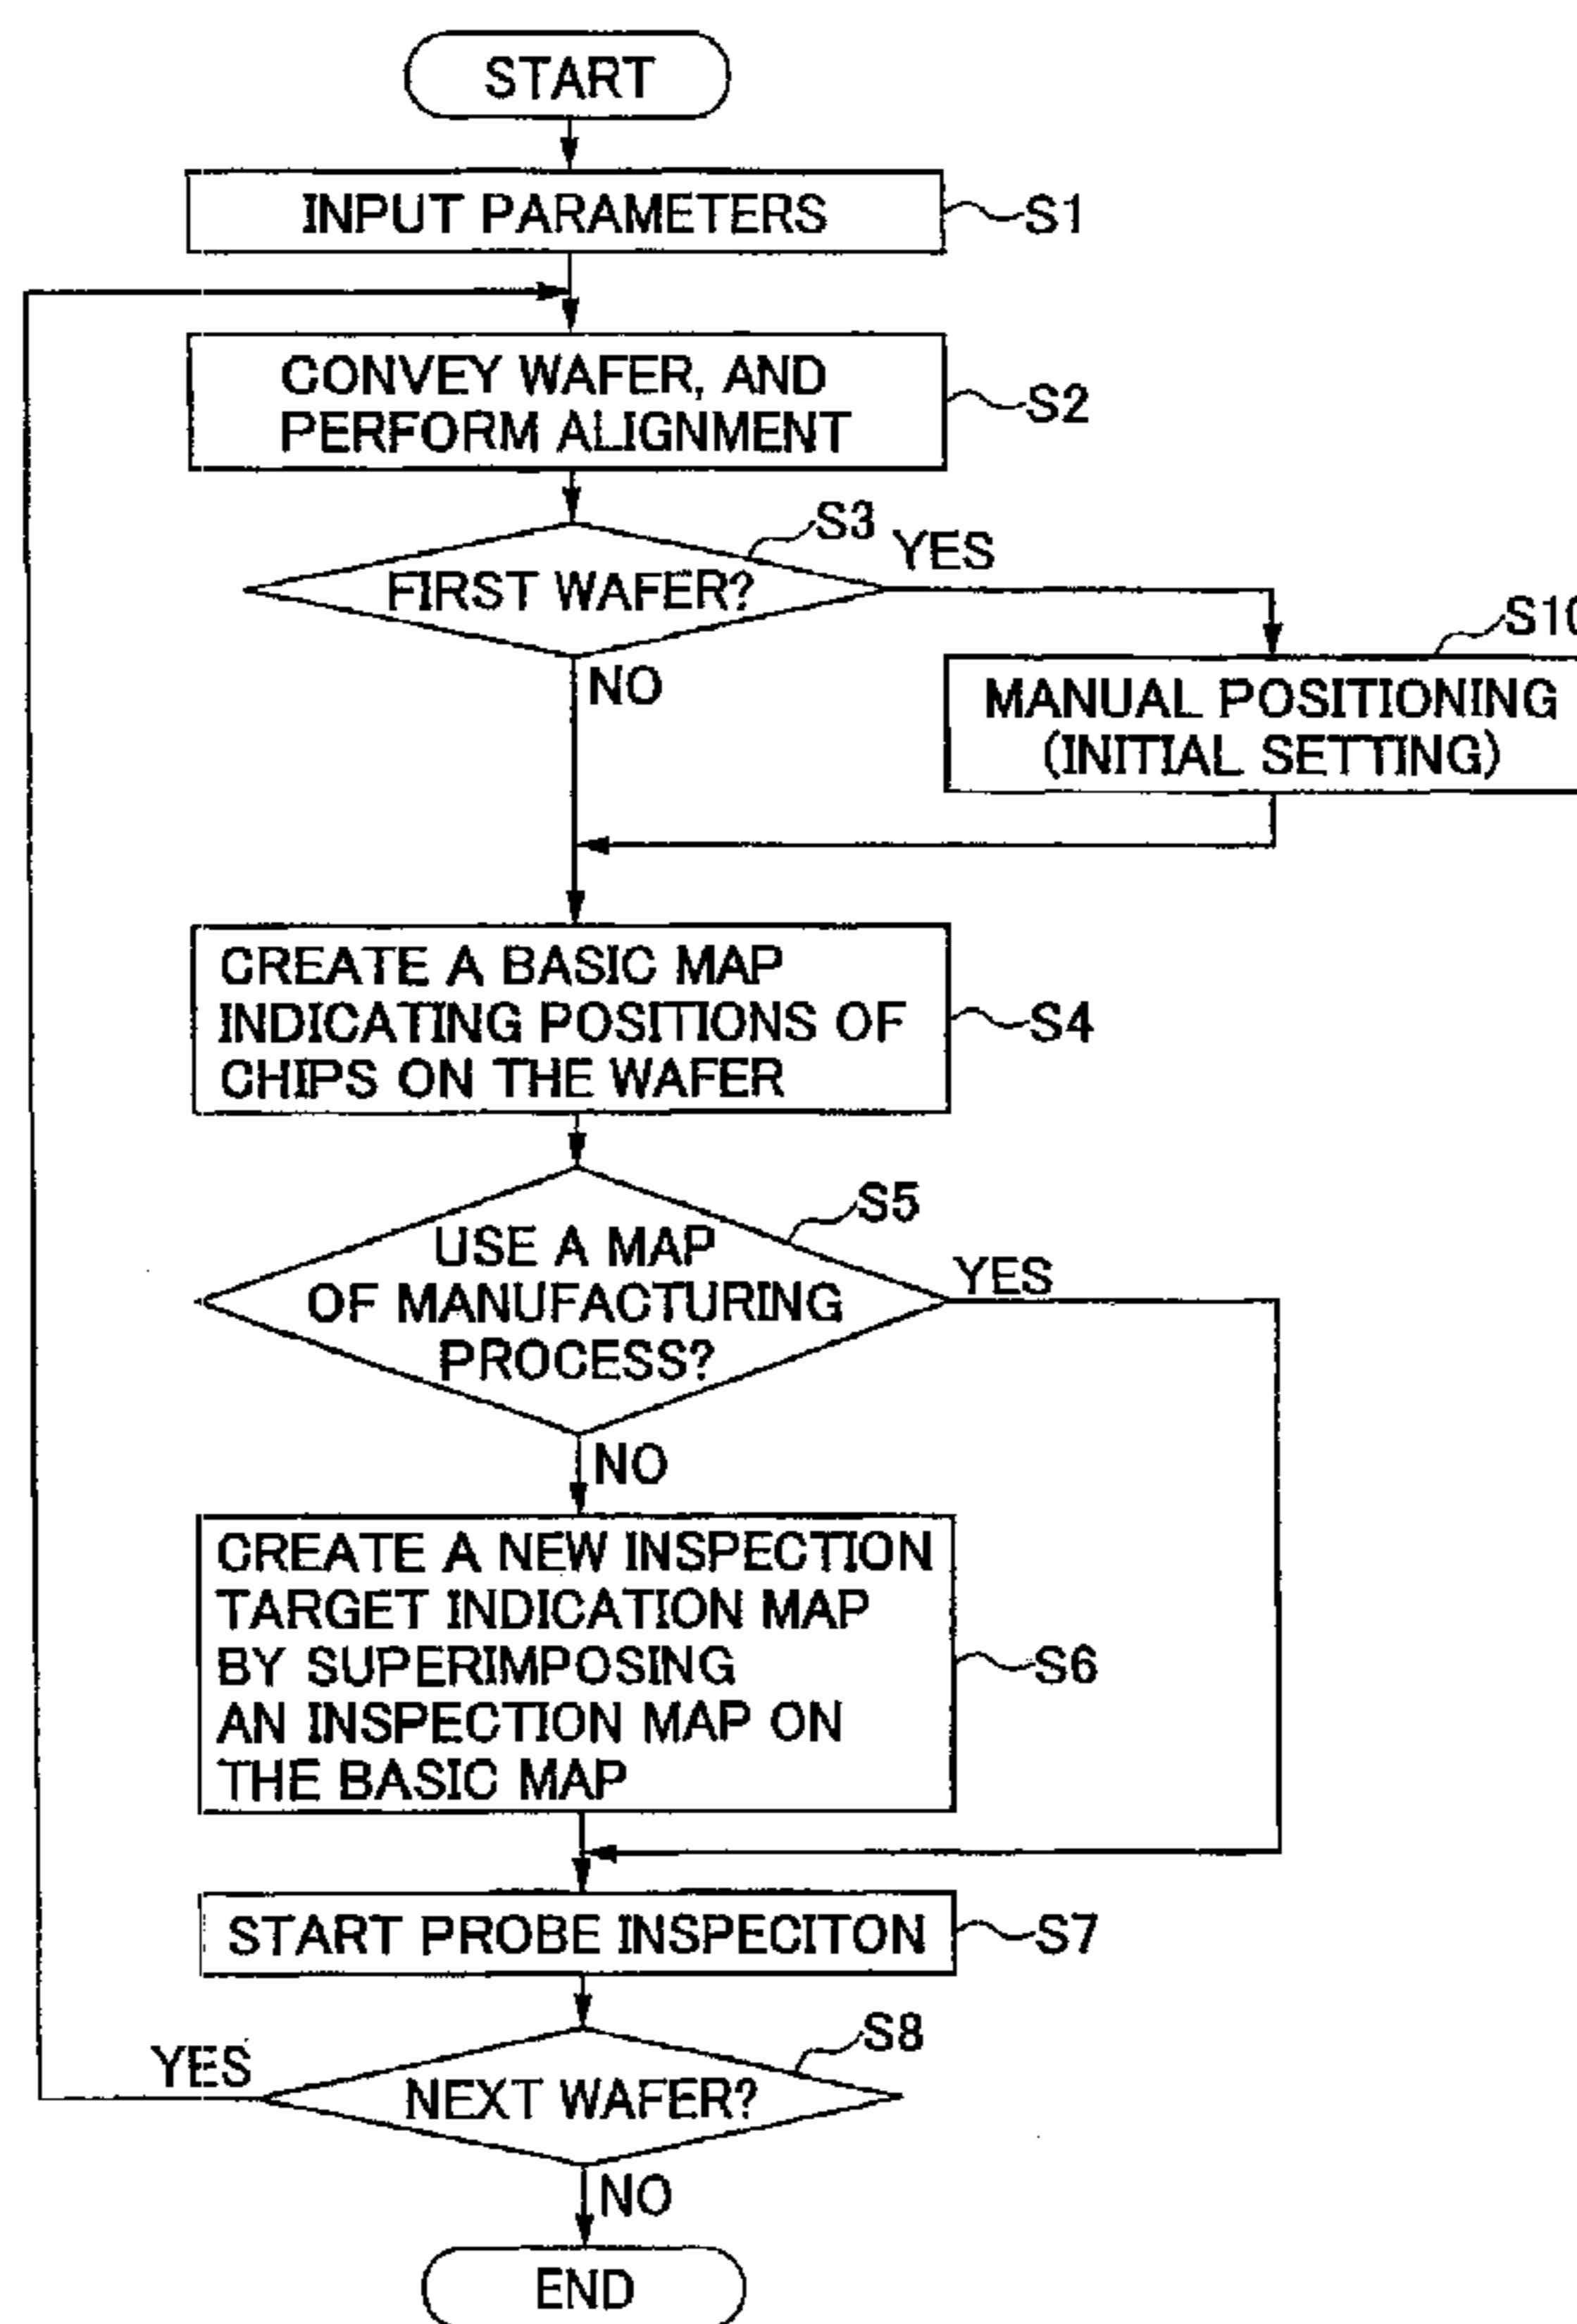 START
INPUT PARAMETERS
S1
CONVEY WAFER, AND
PERFORM ALIGNMENT
S2
S3
FIRST WAFER?
YES
NO
S10
MANUAL POSITIONING
(INITIAL SETTING)
CREATE A BASIC MAP
INDICATING POSITIONS OF
CHIPS ON THE WAFER
S4
S5
USE A MAP
OF MANUFACTURING
PROCESS?
YES
NO
CREATE A NEW INSPECTION
TARGET INDICATION MAP
BY SUPERIMPOSING
AN INSPECTION MAP ON
THE BASIC MAP
S6
START PROBE INSPECITON
S7
S8
YES
NEXT WAFER?
NO
END